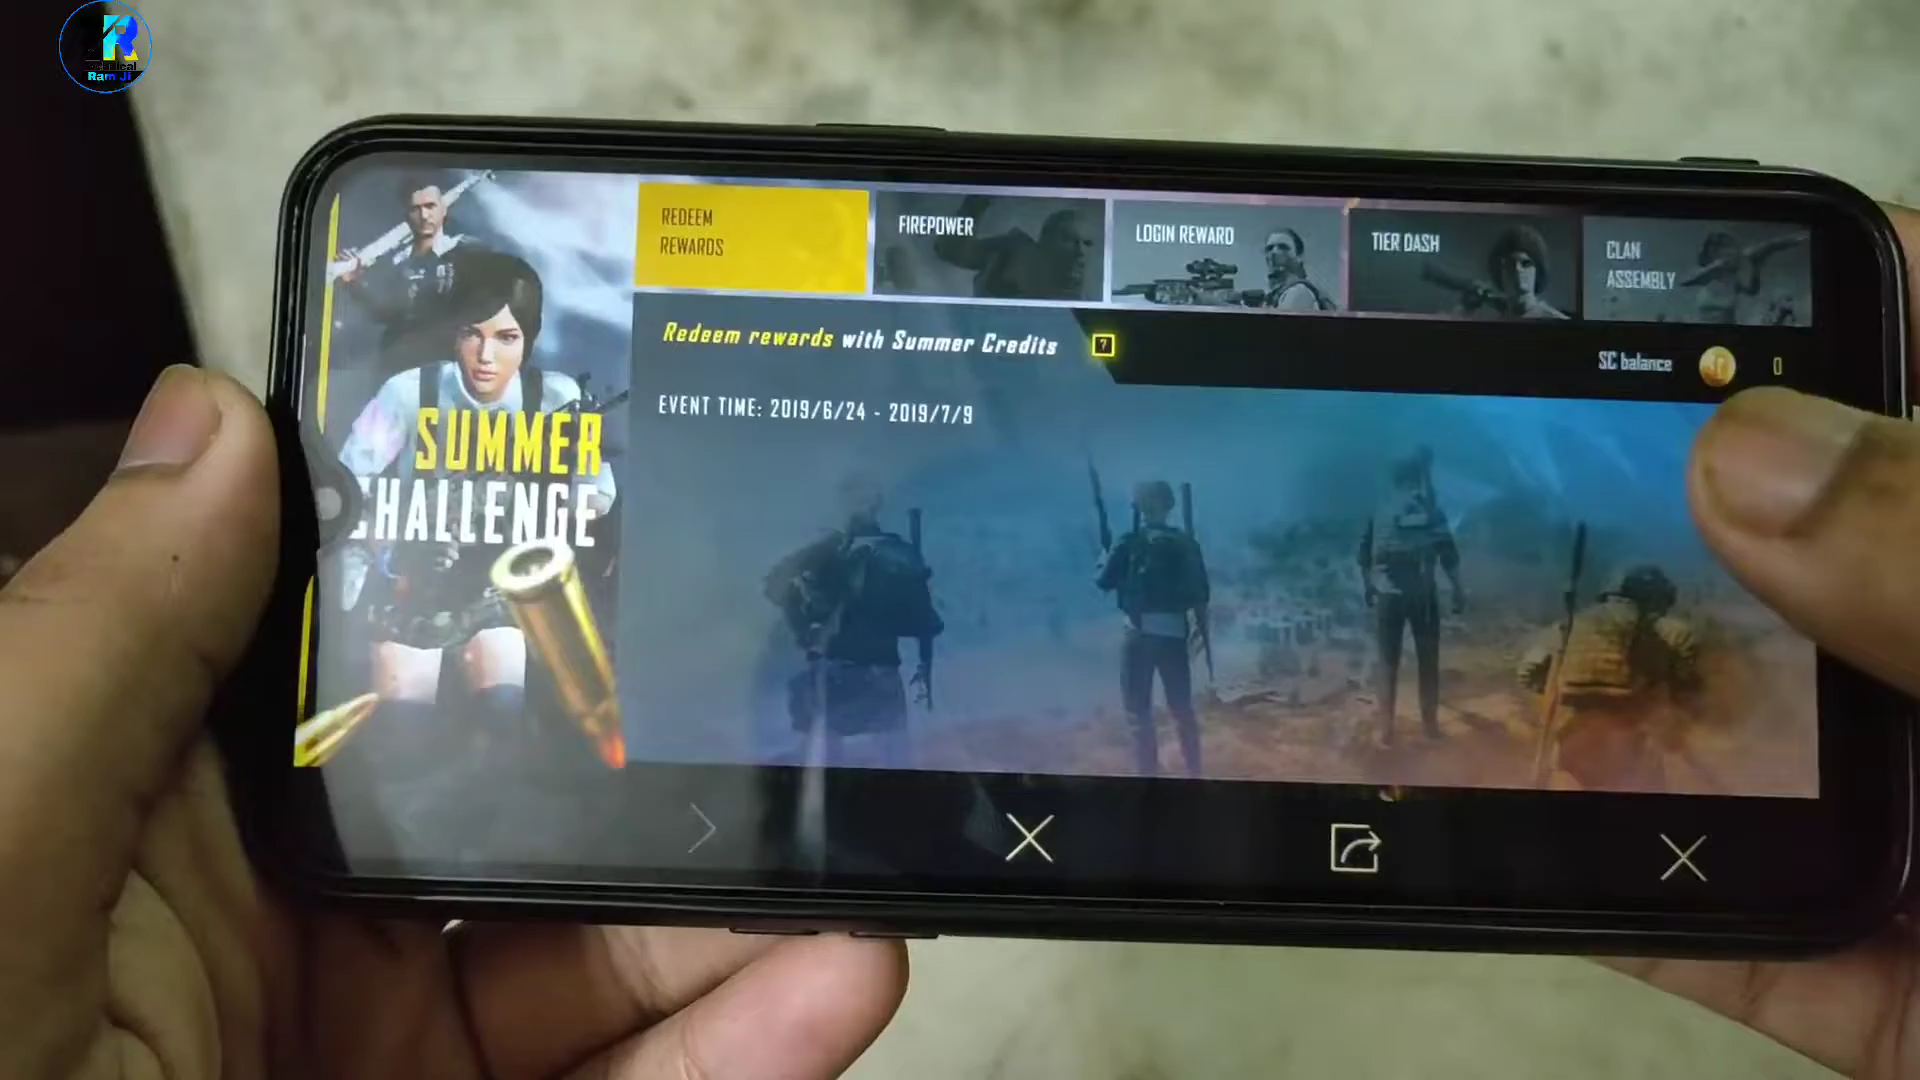 Ram Ji
REDEEM
REWARDS
FIREPOWER
LOGIN REWARD
TIER DASH
CLAN
ASSEMBLY
Redeem rewards with Summer Credits
?
SC balance
0
EVENT TIME: 2019/6/24 - 2019/7/9
SUMMER
CHALLENGE